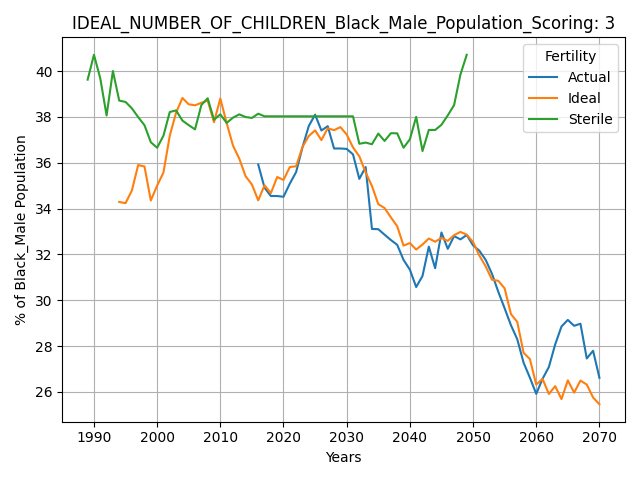 IDEAL_NUMBER_OF_CHILDREN_Black_Male_Population_Scoring: 3
Fertility
Actual
Ideal
Sterile
% of Black_Male Population
40
38
36
34
32
30
28
26
1990 2000 2010 2020 2030 2040 2050 2060 2070
Years